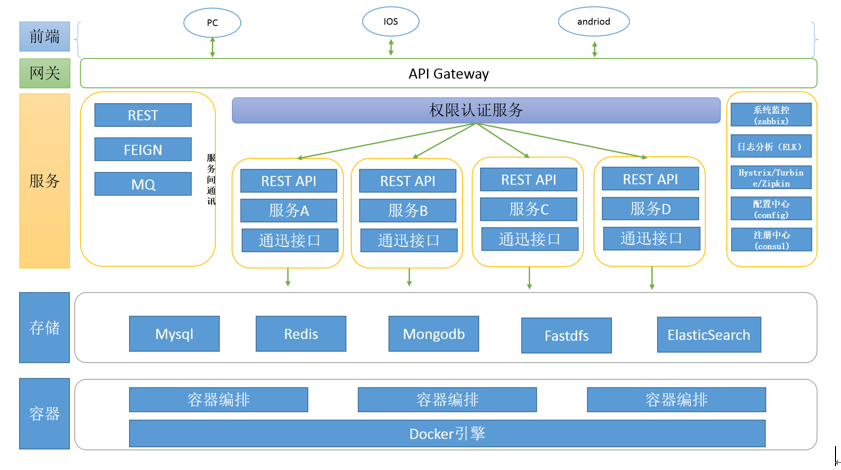 PC
IOS
andriod
前端
网关
API Gateway
服务
REST
FEIGN
MQ
服务间通讯
权限认证服务
REST API
服务A
通迅接口
REST API
服务B
通迅接口
REST API
服务C
通迅接口
REST API
服务D
通迅接口
系统监控
(zabbix)
日志分析（ELK）
Hystrix/Turbin
e/Zipkin
配置中心
(config)
注册中心
(consul)
存储
Mysql
Redis
Mongodb
Fastdfs
ElasticSearch
容器
容器编排
容器编排
容器编排
Docker引擎